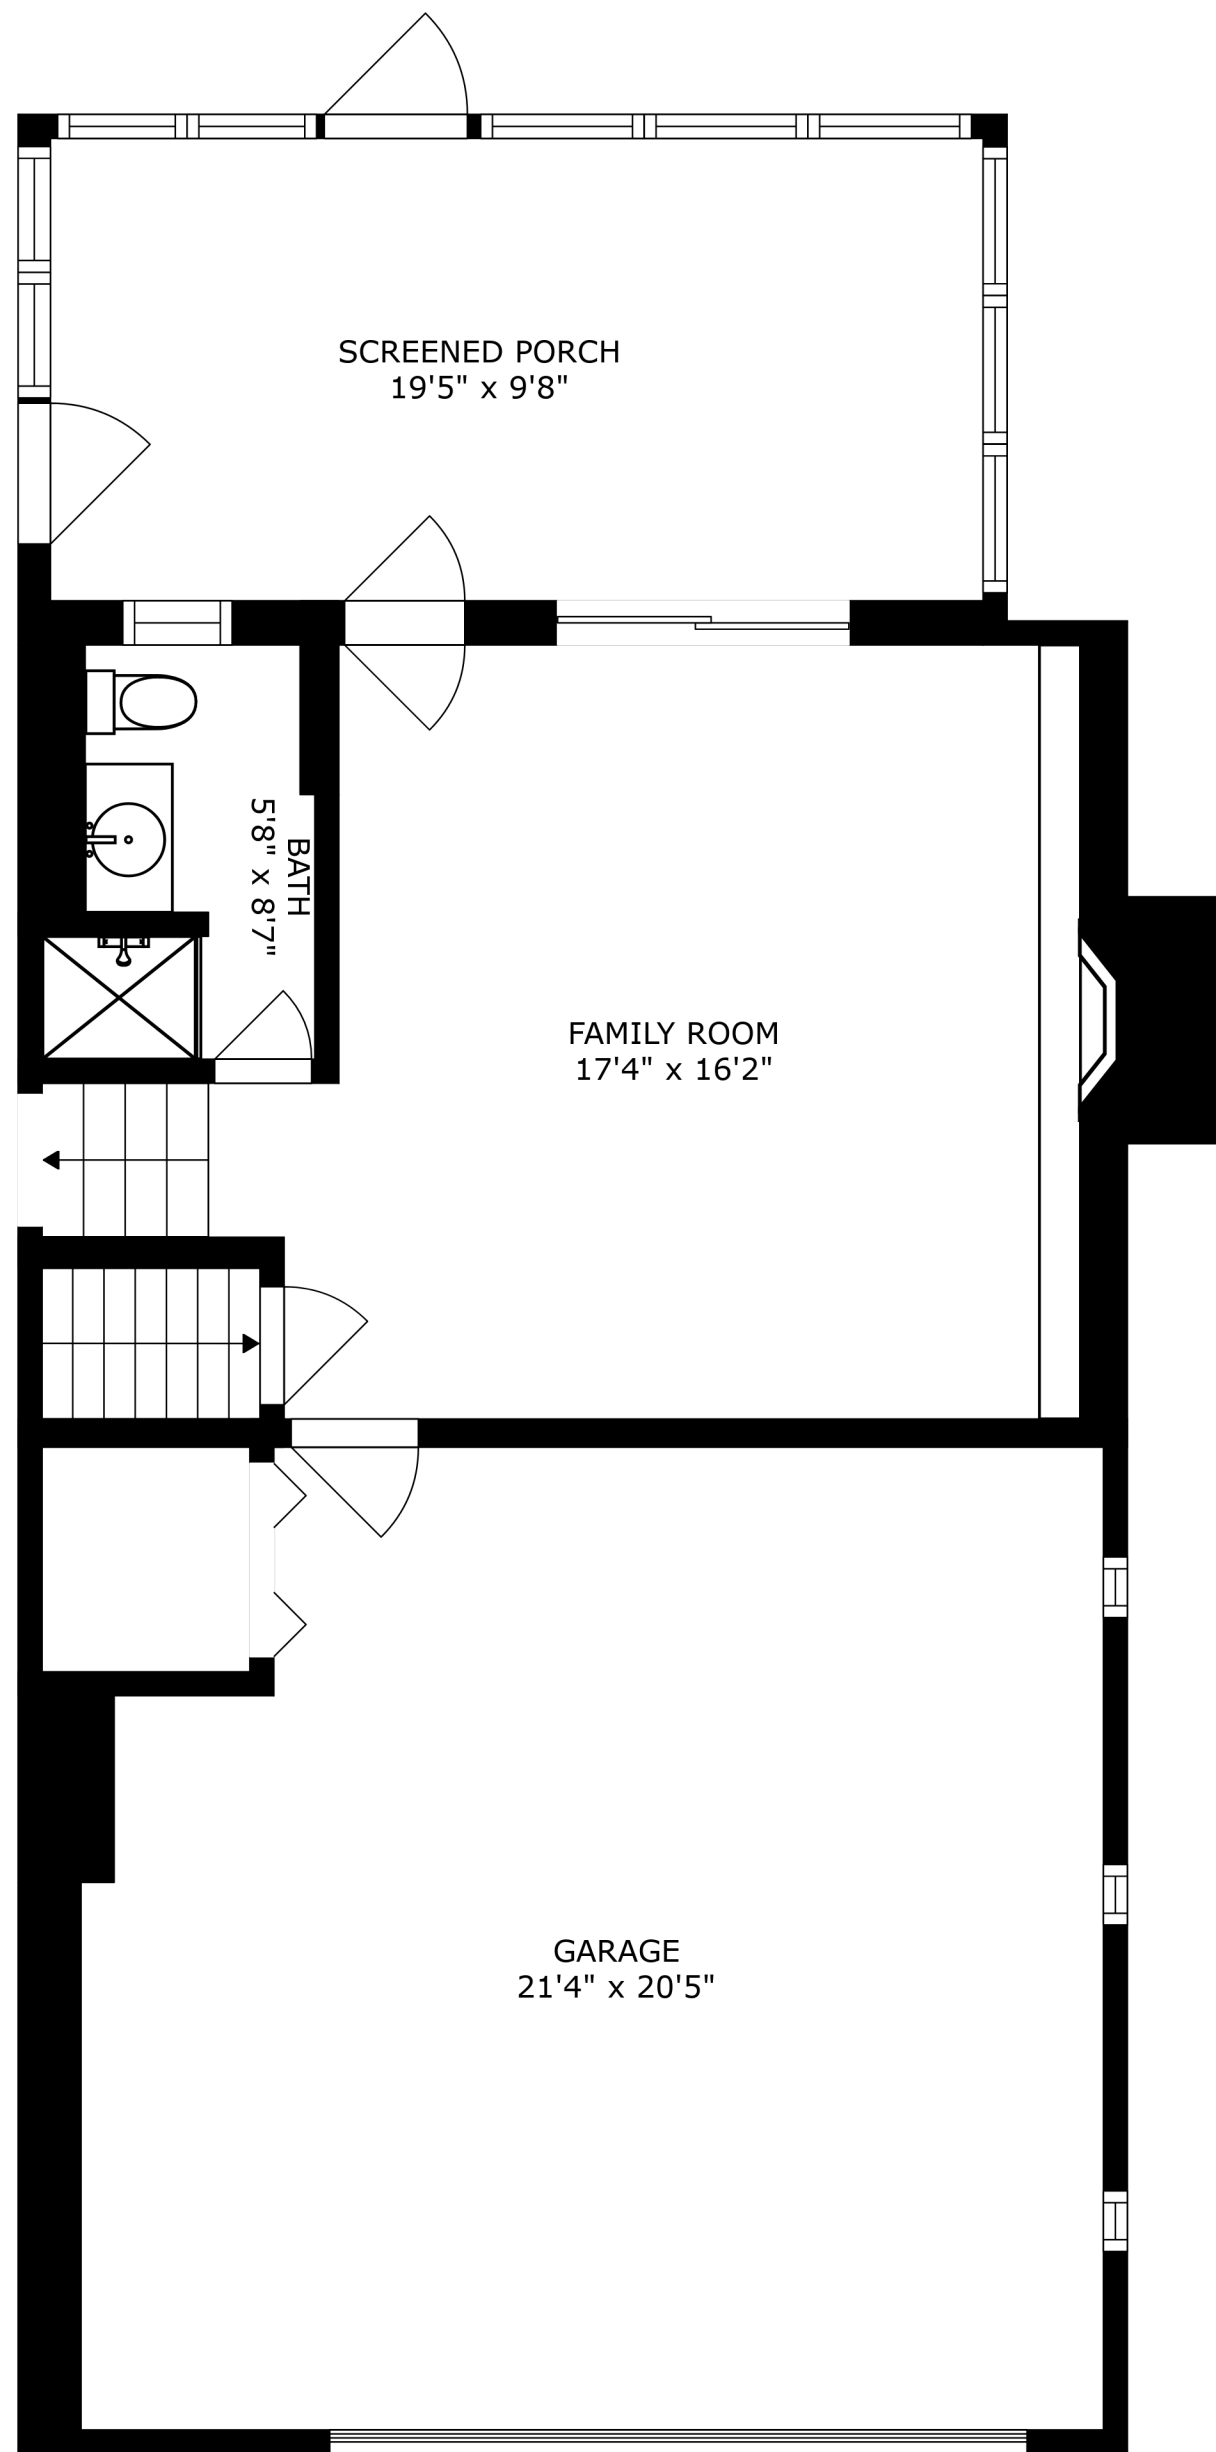 SCREENED PORCH
19'5" x 9'8"
BATH
5'8" x 8'7"
FAMILY ROOM
17'4" x 16'2"
GARAGE
21'4" x 20'5"